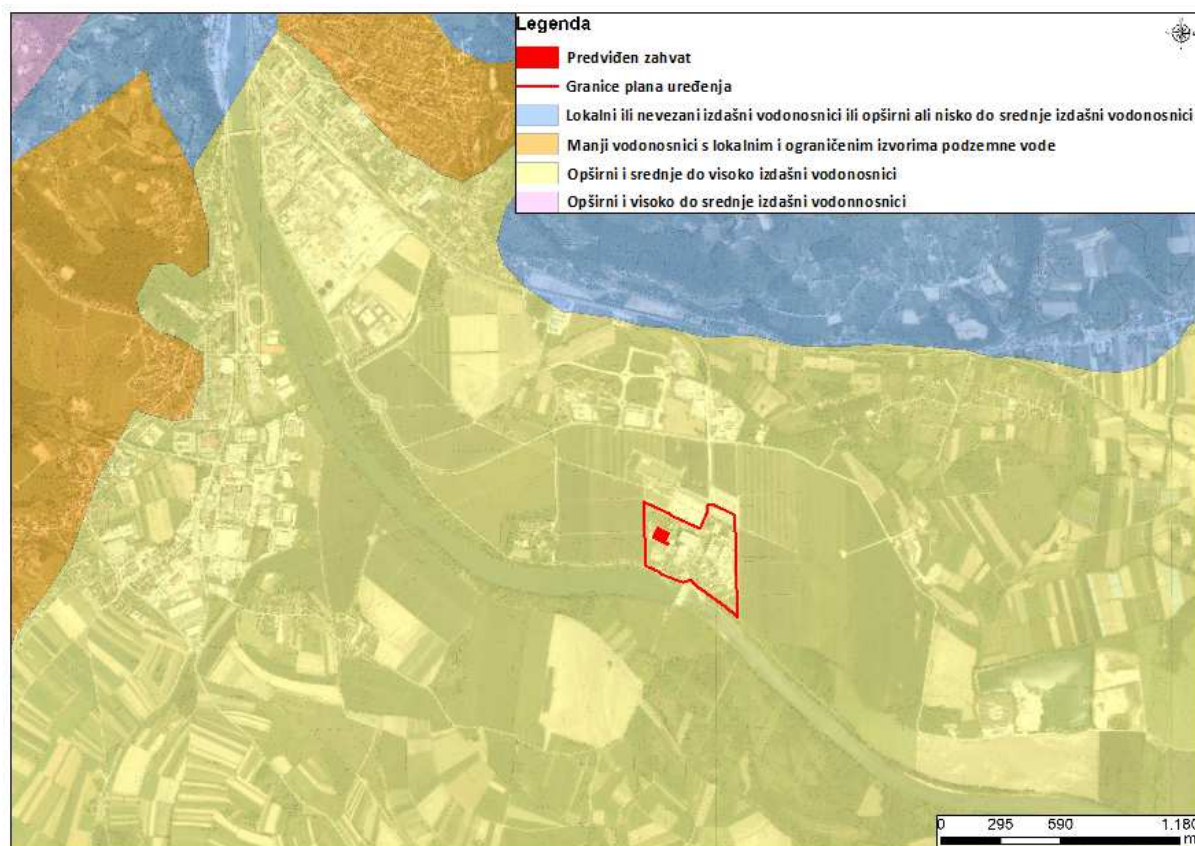 Legenda
Predviđen zahvat
Granice plana uređenja
Lokalni ili nevezani izdašni vodonosnici ili opširni ali nisko do srednje izdašni vodonosnici
Manji vodonosnici s lokalnim i ograničenim izvorima podzemne vode
Opširni i srednje do visoko izdašni vodonosnici
Opširni i visoko do srednje izdašni vodonnosnici
0 295 590 1.180
m